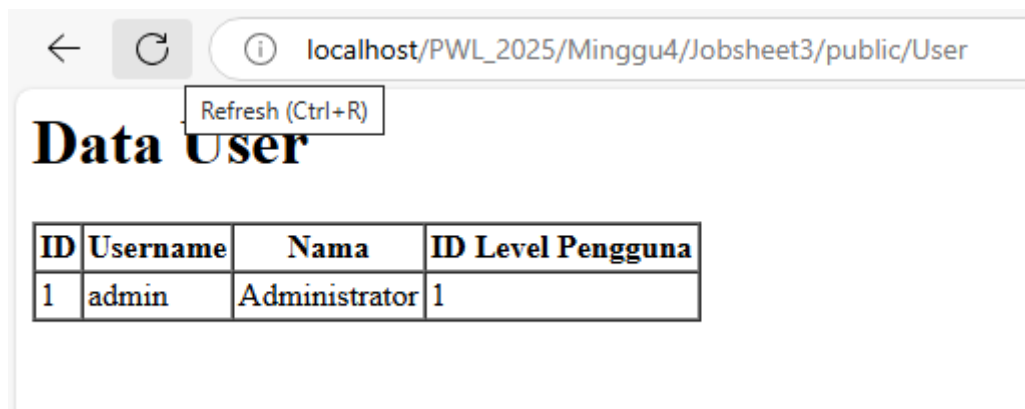 localhost/PWL_2025/Minggu4/Jobsheet3/public/User
Refresh (Ctrl+R)
Data User
ID Username Nama ID Level Pengguna
1 admin Administrator 1